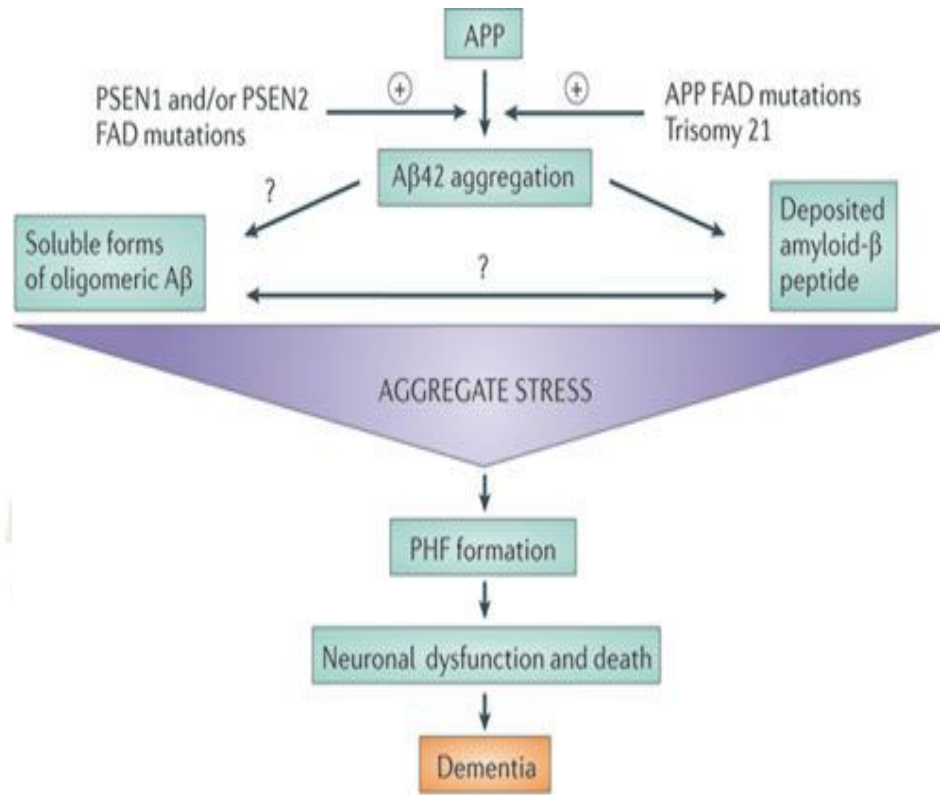 APP
PSEN1 and/or PSEN2
FAD mutations
+
+
APP FAD mutations
Trisomy 21
Aβ42 aggregation
?
Soluble forms
of oligomeric Aβ
?
Deposited
amyloid-β
peptide
AGGREGATE STRESS
PHF formation
Neuronal dysfunction and death
Dementia